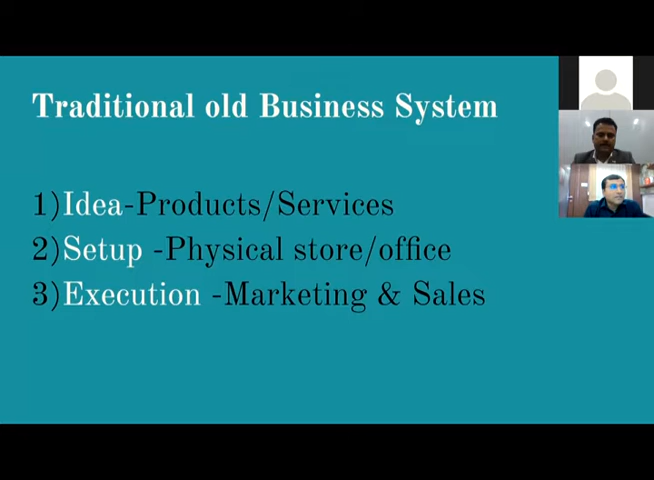 Traditional old Business System
1)Idea-Products/Services
2)Setup -Physical store/office
3)Execution -Marketing & Sales